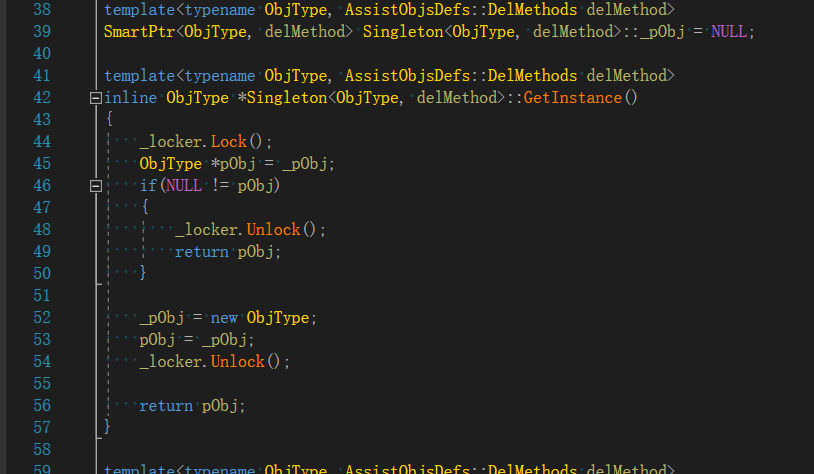 38 template<typename ObjType, AssistObjsDefs::DelMethods delMethod>
39 SmartPtr<ObjType, delMethod> Singleton<ObjType, delMethod>::_pObj = NULL;
40
41 template<typename ObjType, AssistObjsDefs::DelMethods delMethod>
42 inline ObjType *Singleton<ObjType, delMethod>::GetInstance()
43 {
44     _locker.Lock();
45     ObjType *pObj = _pObj;
46     if(NULL != pObj)
47     {
48         _locker.Unlock();
49         return pObj;
50     }
51
52     _pObj = new ObjType;
53     pObj = _pObj;
54     _locker.Unlock();
55
56     return pObj;
57 }
58
59 template<typename ObjType, AssistObjsDefs::DelMethods delMethod>